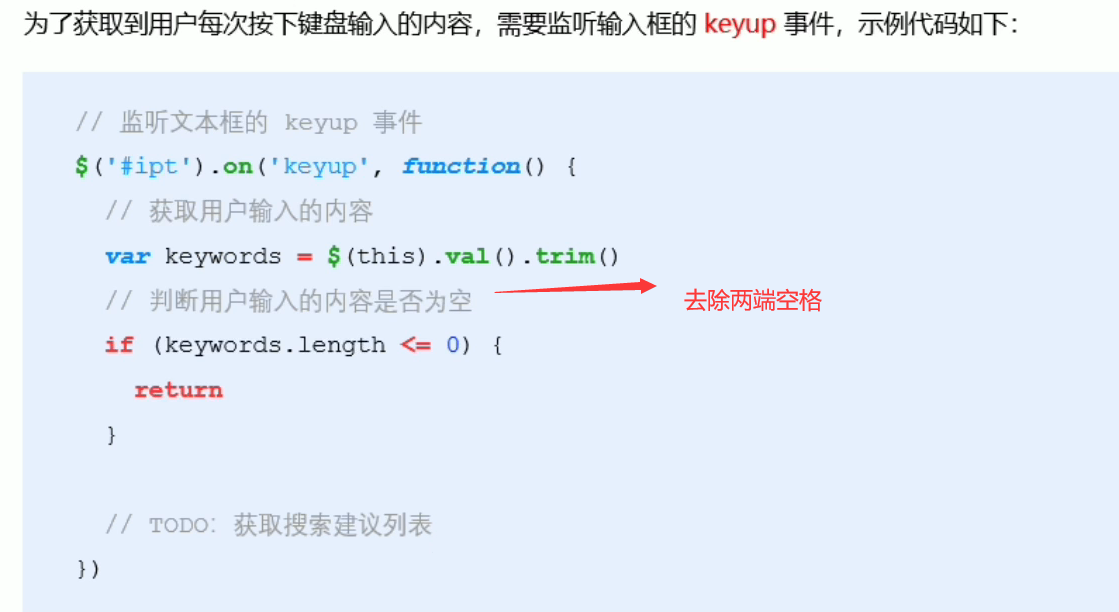 为了获取到用户每次按下键盘输入的内容，需要监听输入框的 keyup 事件，示例代码如下：
// 监听文本框的 keyup 事件
$('#ipt').on('keyup', function() {
// 获取用户输入的内容
var keywords = $(this).val().trim()
// 判断用户输入的内容是否为空
去除两端空格
if (keywords.length <= 0) {
return
}
// TODO：获取搜索建议列表
})